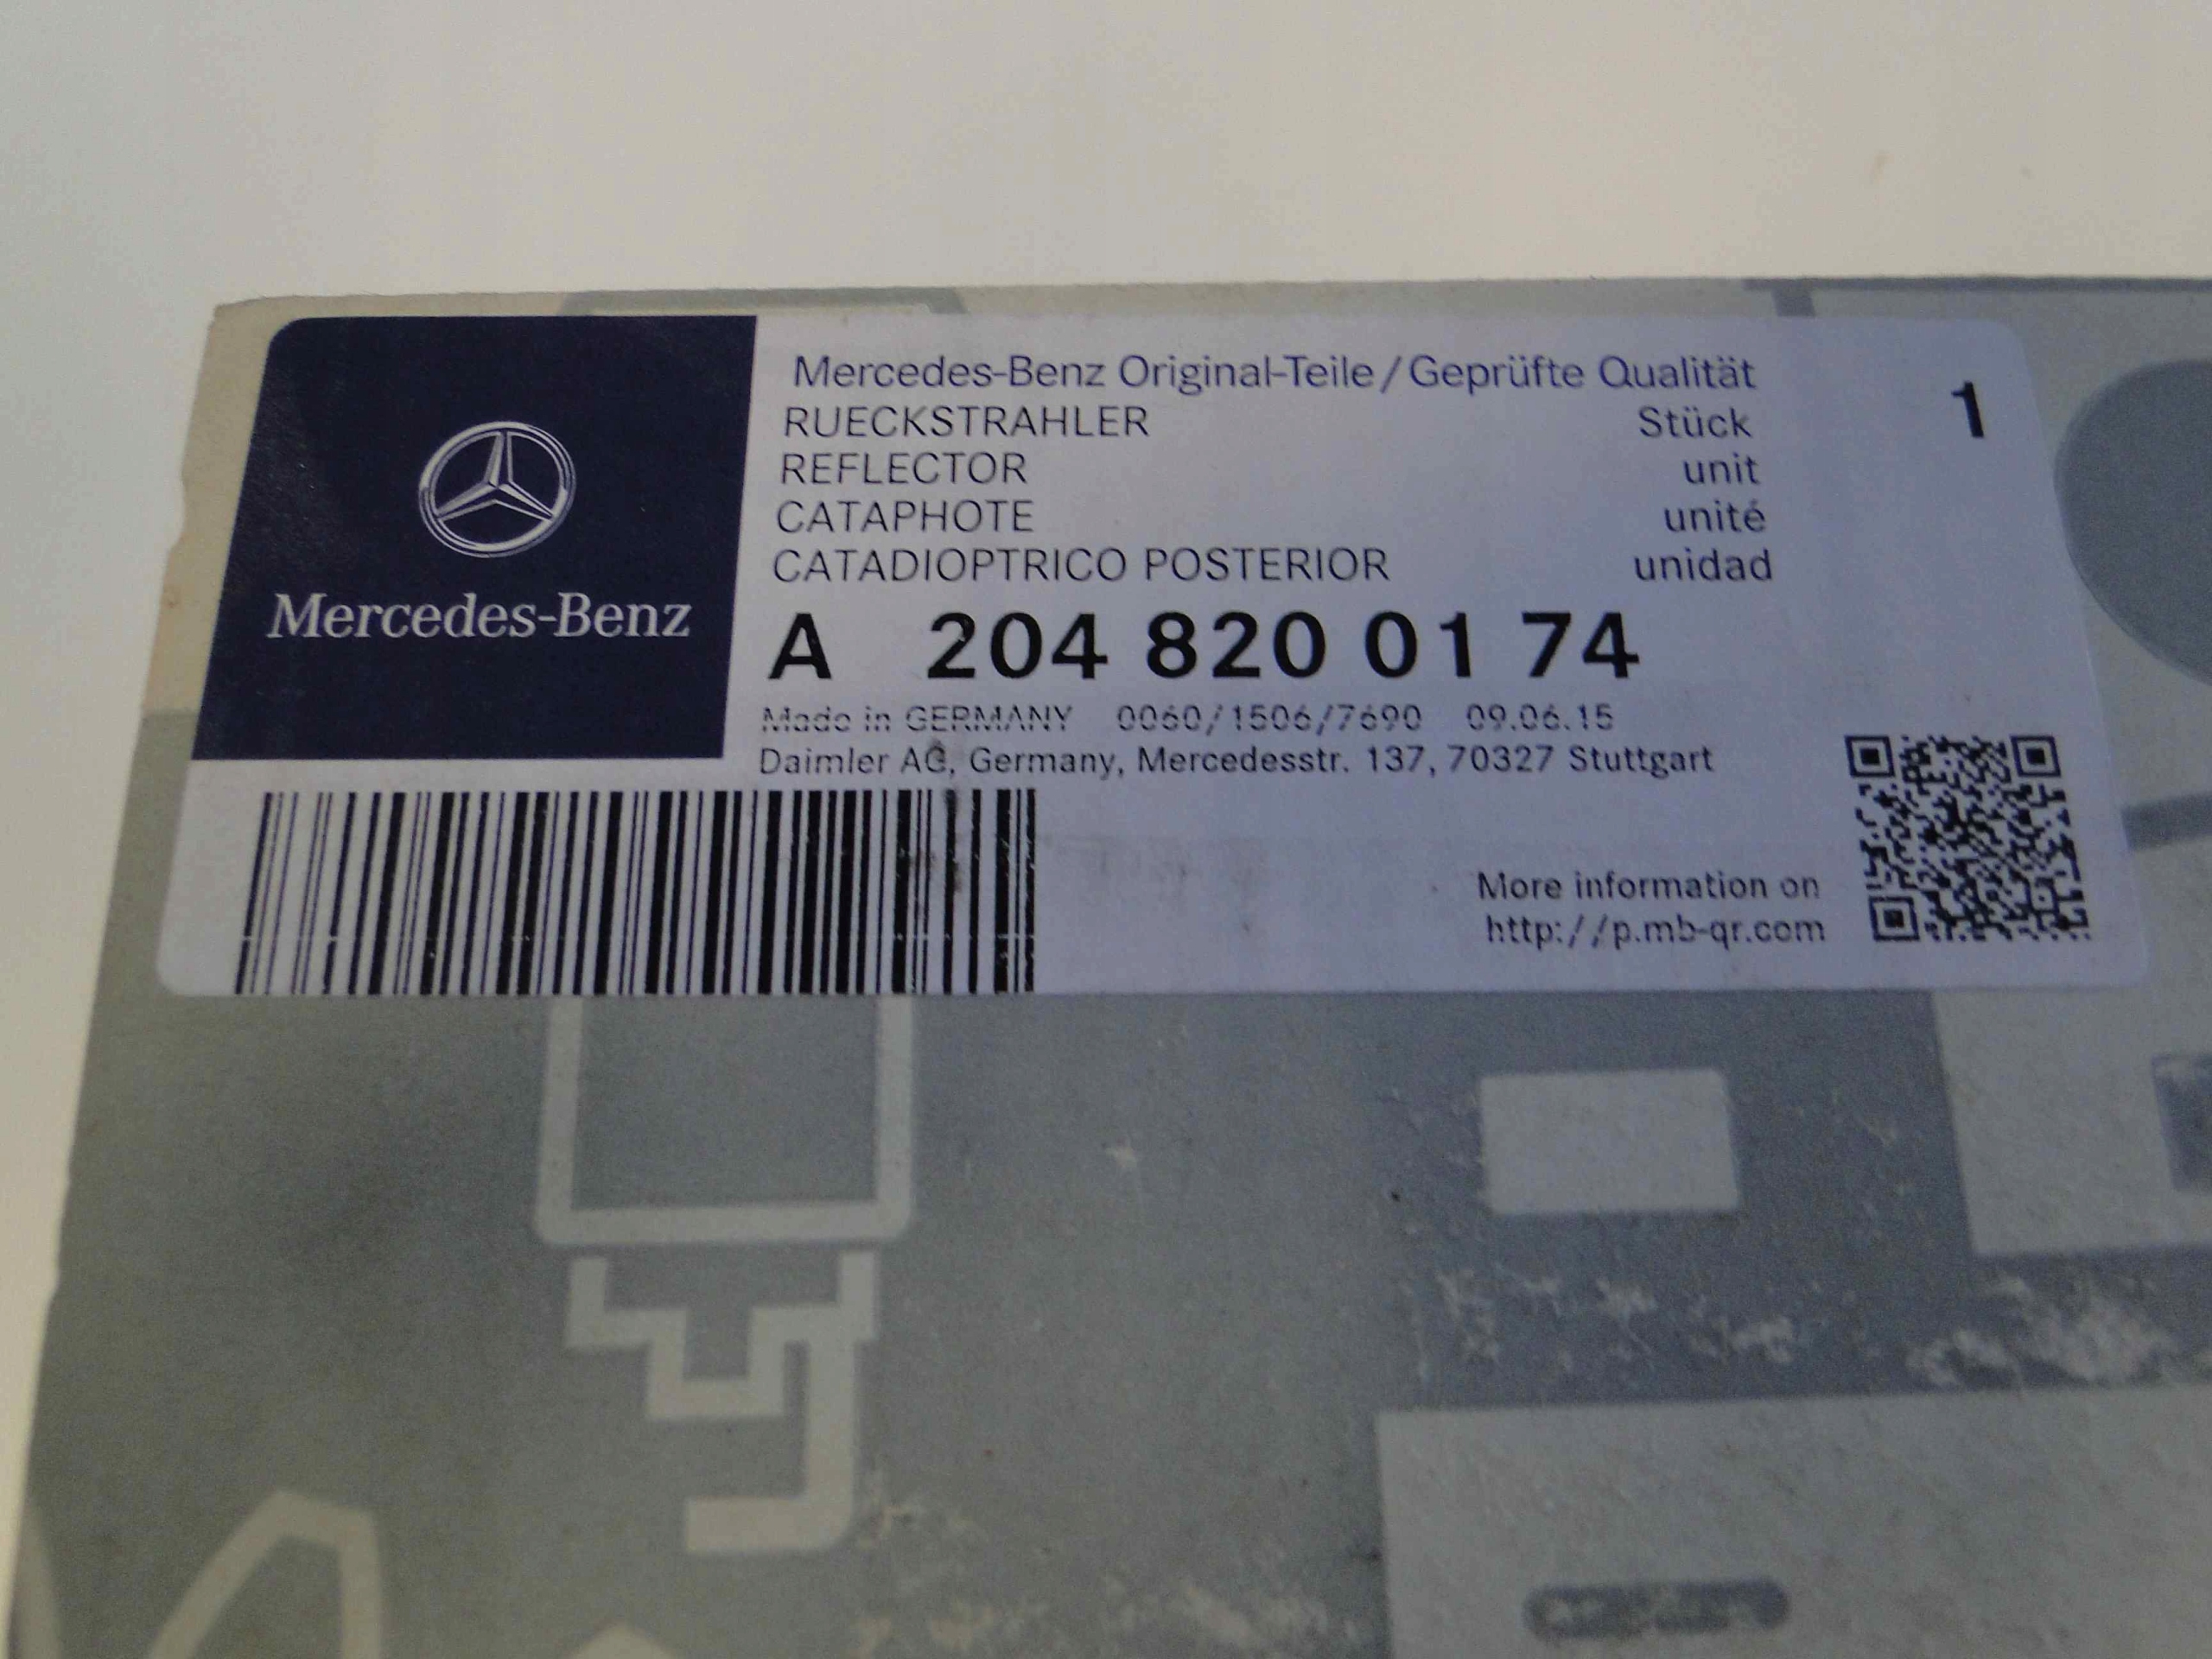 Mercedes-Benz
Mercedes-Benz Original-Teile/Geprüfte Qualität
RUECKSTRAHLER Stück 1
REFLECTOR unit
CATAPHOTE unité
CATADIOPTRICO POSTERIOR unidad
A 204 820 01 74
Made in GERMANY 0060/1506/7690 09.06.15
Daimler AG, Germany, Mercedesstr. 137, 70327 Stuttgart
More information on
http://p.mb-qr.com